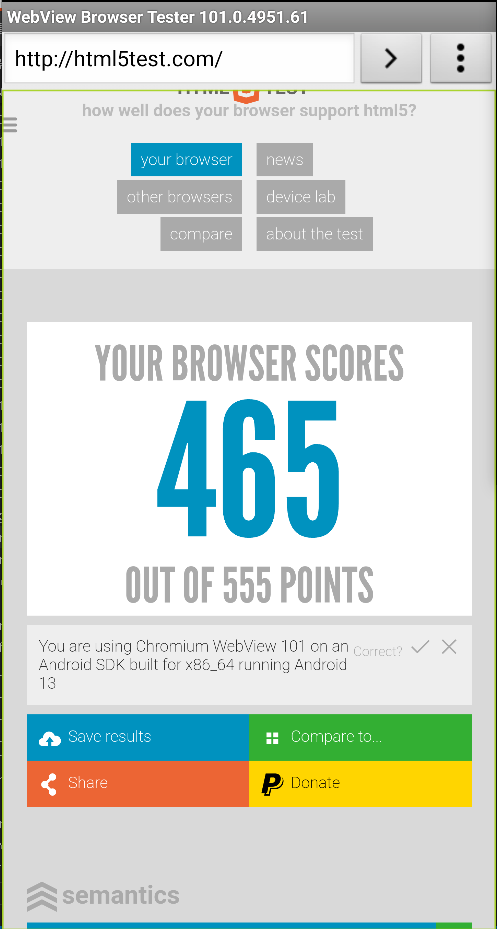 WebView Browser Tester 101.0.4951.61
http://html5test.com/
HTML TEST
how well does your browser support html5?
your browser
news
other browsers
device lab
compare
about the test
YOUR BROWSER SCORES
465
OUT OF 555 POINTS
You are using Chromium WebView 101 on an
Android SDK built for x86_64 running Android
13
Correct?
Save results
Compare to...
Share
Donate
semantics